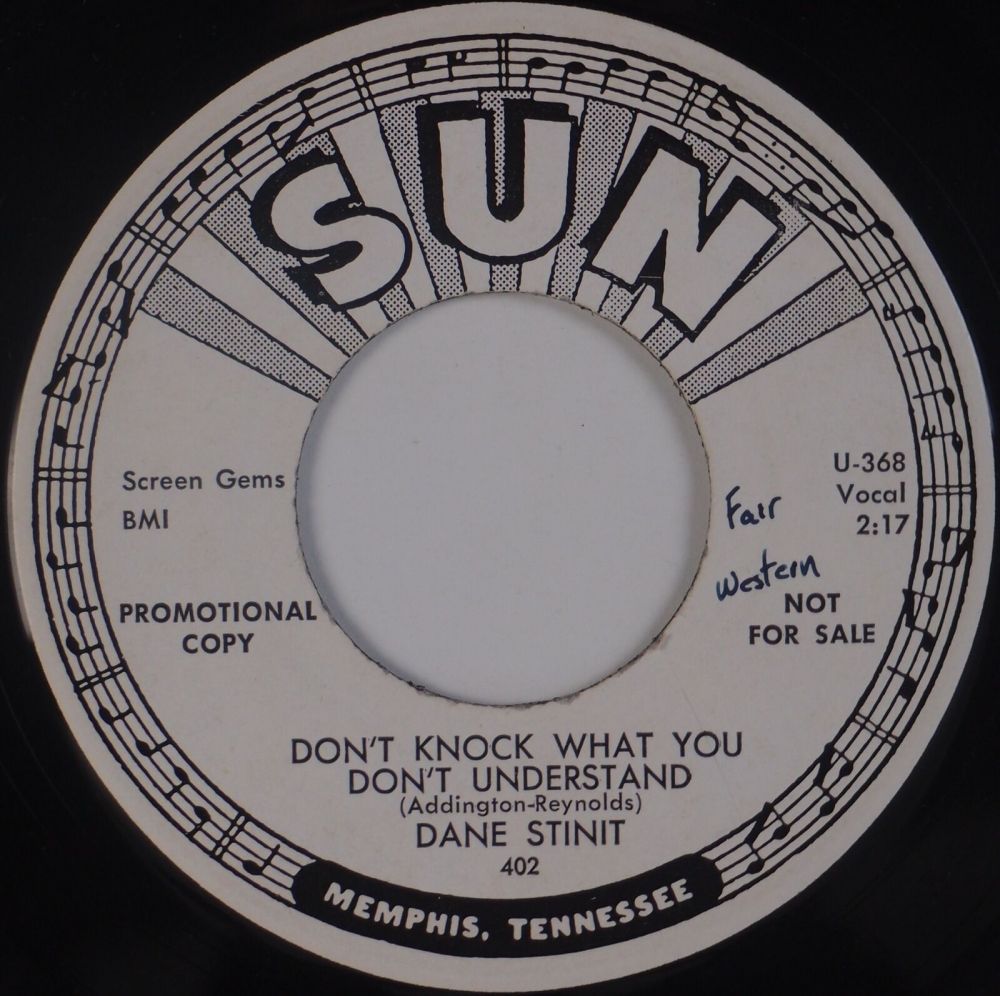 SUN
Screen Gems
BMI
U-368
Vocal
2:17
Fair
Western
PROMOTIONAL
COPY
NOT
FOR SALE
DON'T KNOCK WHAT YOU
DON'T UNDERSTAND
(Addington-Reynolds)
DANE STINIT
402
MEMPHIS, TENNESSEE